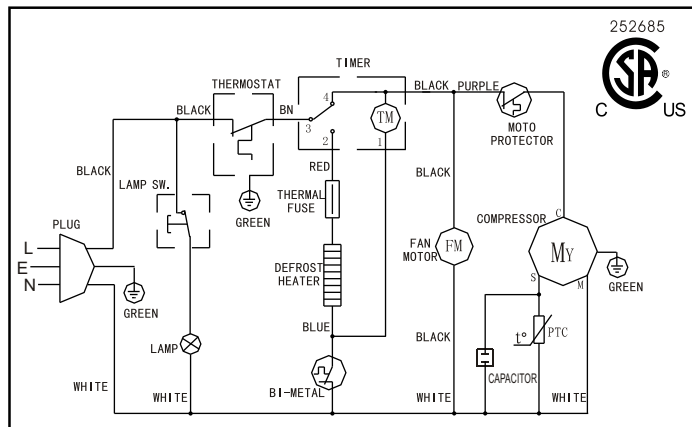 252685
SA
®
C US
TIMER
THERMOSTAT
BLACK PURPLE
BLACK
BN
4
3
2
TM
1
MOTO
PROTECTOR
RED
BLACK
LAMP SW.
THERMAL
FUSE
GREEN
BLACK
COMPRESSOR
C
PLUG
L
E
N
FAN
MOTOR
FM
MY
DEFROST
HEATER
S
M
GREEN
GREEN
BLUE
BLACK
t°
PTC
LAMP
CAPACITOR
BI-METAL
WHITE
WHITE
WHITE
WHITE